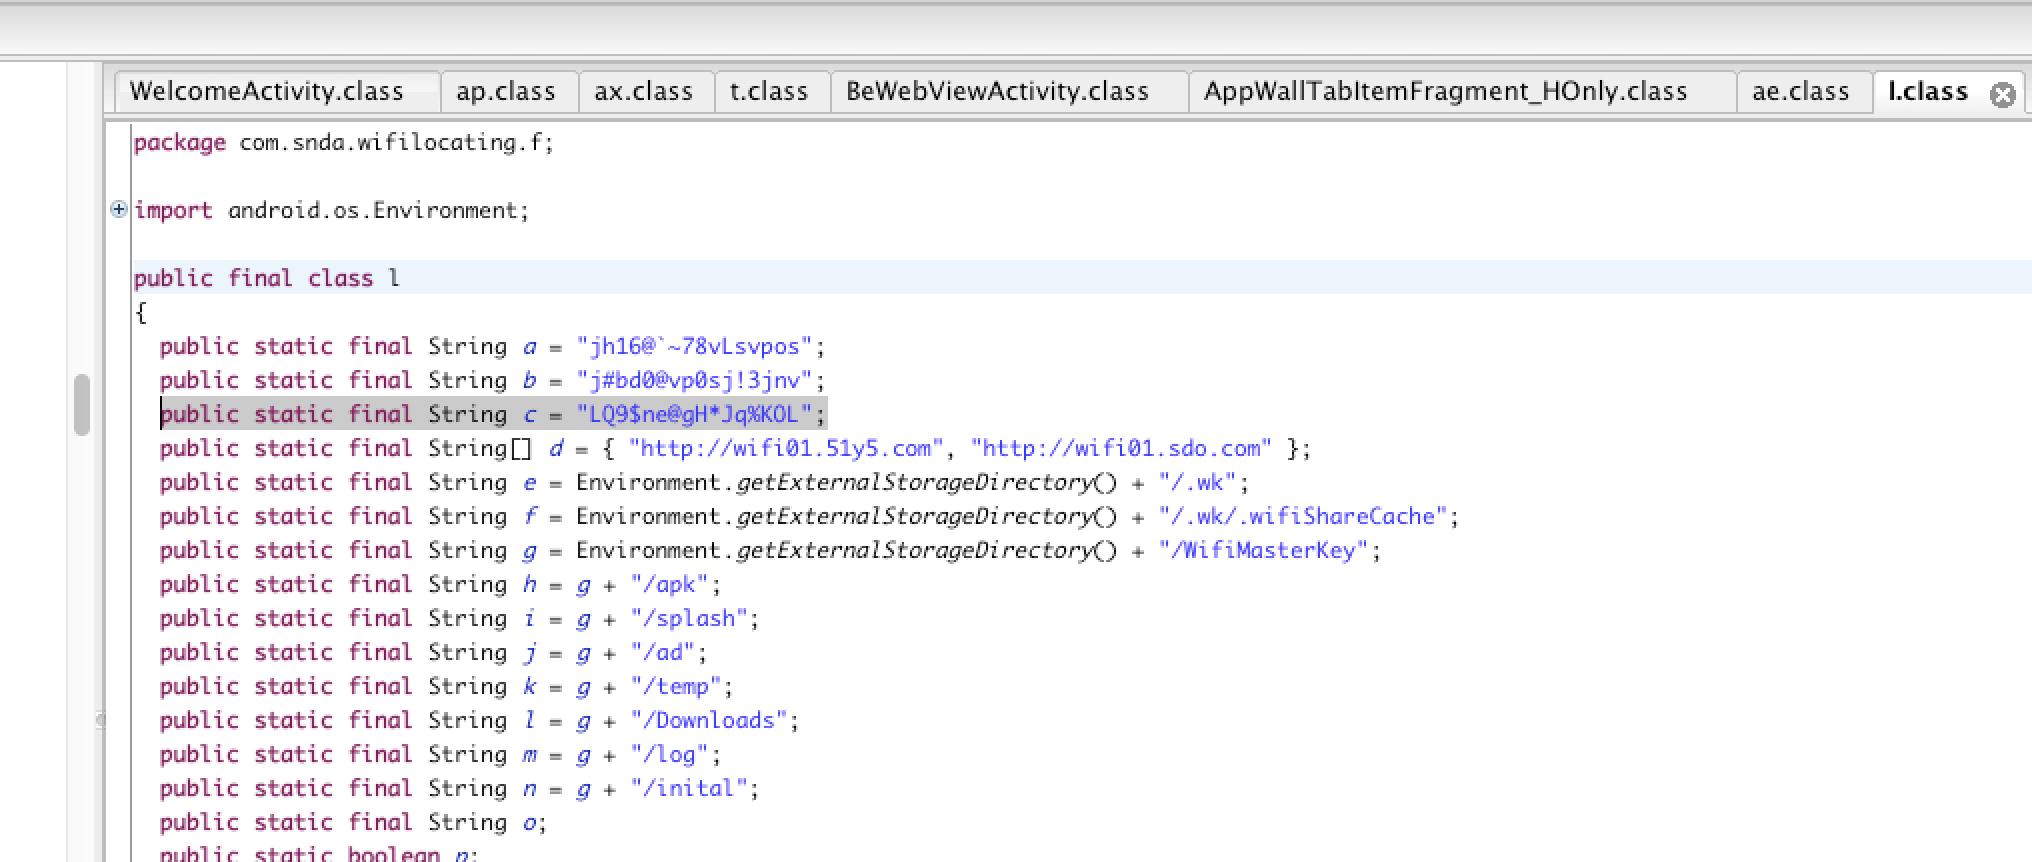 WelcomeActivity.class ap.class ax.class t.class BeWebViewActivity.class AppWallTabItemFragment_HOnly.class ae.class l.class
package com.snda.wifilocating.f;
import android.os.Environment;
public final class l
{
public static final String a = "jh16@`~78vLsvpos";
public static final String b = "j#bd0@vp0sj!3jnv";
public static final String c = "LQ9$ne@gH*Jq%KOL";
public static final String[] d = { "http://wifi01.51y5.com", "http://wifi01.sdo.com" };
public static final String e = Environment.getExternalStorageDirectory() + "/.wk";
public static final String f = Environment.getExternalStorageDirectory() + "/.wk/.wifiShareCache";
public static final String g = Environment.getExternalStorageDirectory() + "/WifiMasterKey";
public static final String h = g + "/apk";
public static final String i = g + "/splash";
public static final String j = g + "/ad";
public static final String k = g + "/temp";
public static final String l = g + "/Downloads";
public static final String m = g + "/log";
public static final String n = g + "/inital";
public static final String o;
public static boolean p;